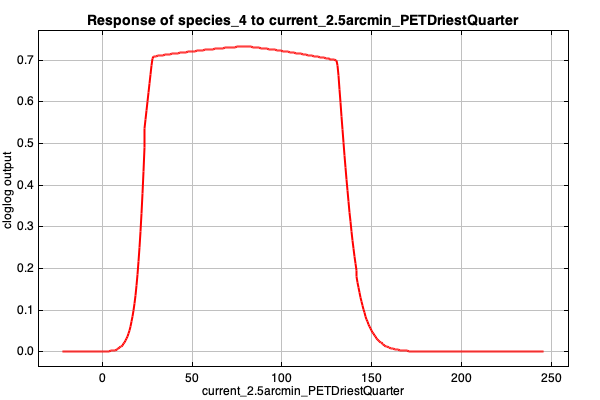 Response of species_4 to current_2.5arcmin_PETDriestQuarter
cloglog output
0.7
0.6
0.5
0.4
0.3
0.2
0.1
0.0
0 50 100 150 200 250
current_2.5arcmin_PETDriestQuarter